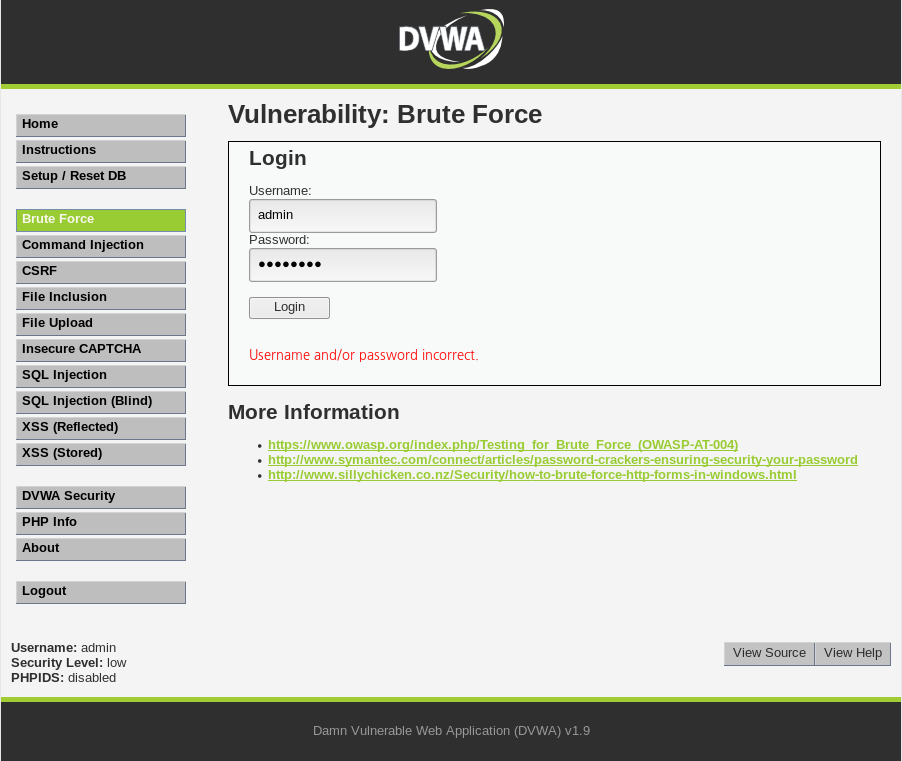 DVWA
Vulnerability: Brute Force
Home
Instructions
Setup / Reset DB
Brute Force
Command Injection
CSRF
File Inclusion
File Upload
Insecure CAPTCHA
SQL Injection
SQL Injection (Blind)
XSS (Reflected)
XSS (Stored)
DVWA Security
PHP Info
About
Logout
Login
Username:
admin
Password:
●●●●●●●●
Login
Username and/or password incorrect.
More Information
• https://www.owasp.org/index.php/Testing_for_Brute_Force_(OWASP-AT-004)
• http://www.symantec.com/connect/articles/password-crackers-ensuring-security-your-password
• http://www.sillychicken.co.nz/Security/how-to-brute-force-http-forms-in-windows.html
Username: admin
Security Level: low
PHPIDS: disabled
View Source View Help
Damn Vulnerable Web Application (DVWA) v1.9